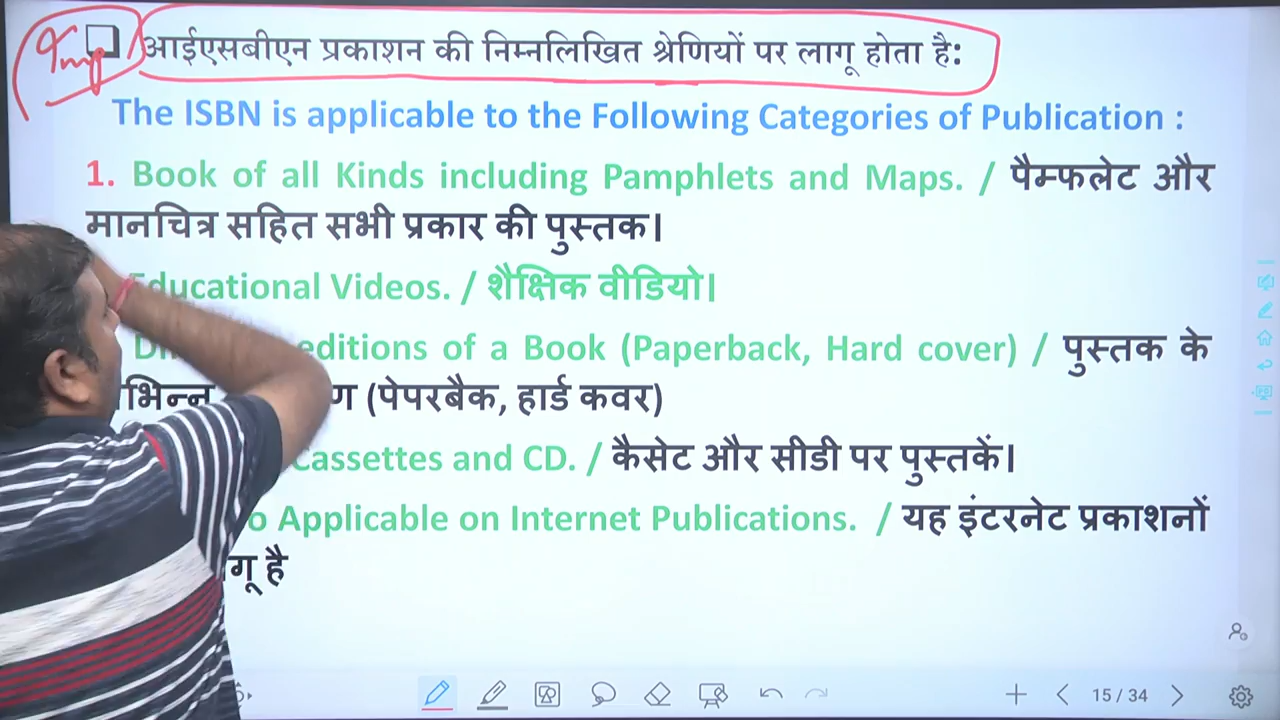 Imp
आईएसबीएन प्रकाशन की निम्नलिखित श्रेणियों पर लागू होता है:
The ISBN is applicable to the Following Categories of Publication :
1. Book of all Kinds including Pamphlets and Maps. / पैम्फलेट और
मानचित्र सहित सभी प्रकार की पुस्तक।
Educational Videos. / शैक्षिक वीडियो।
editions of a Book (Paperback, Hard cover) / पुस्तक के
(पेपरबैक, हार्ड कवर)
Cassettes and CD. / कैसेट और सीडी पर पुस्तकें।
Applicable on Internet Publications. / यह इंटरनेट प्रकाशनों
है
15 / 34